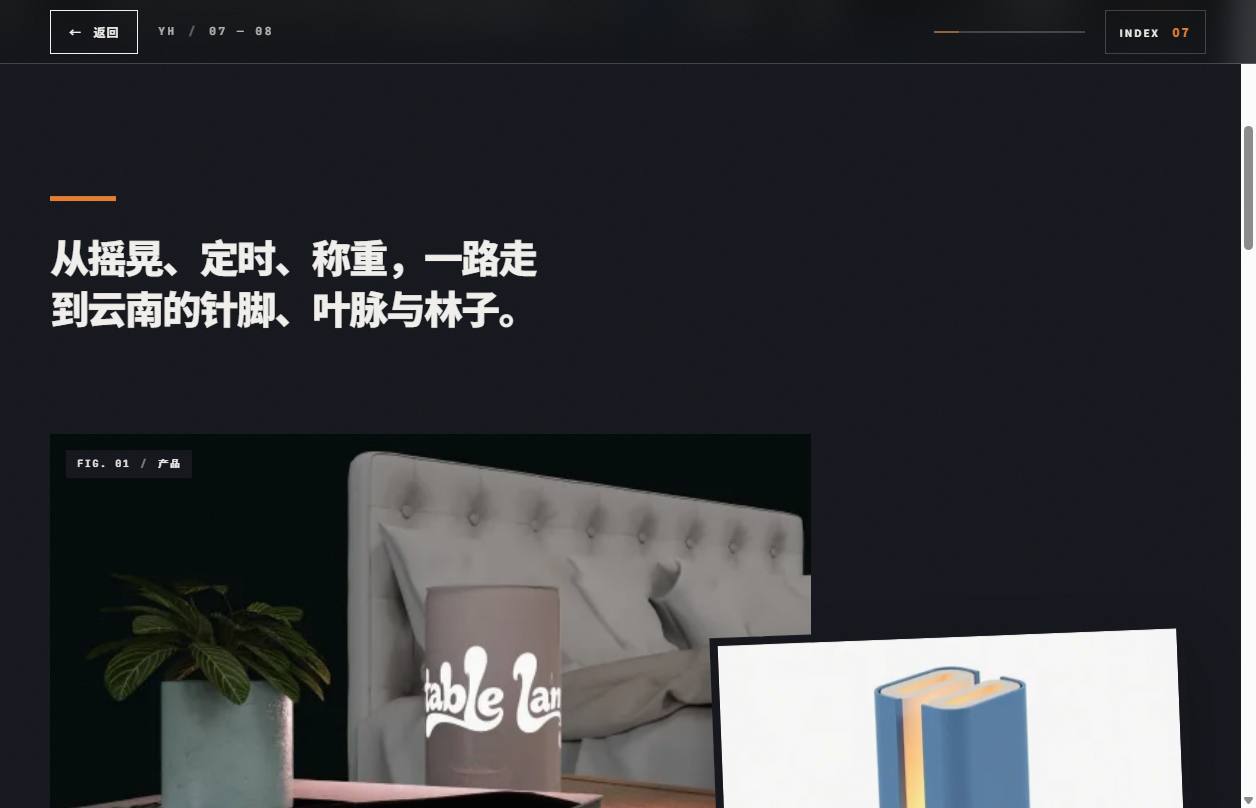 ← 返回
YH / 07 — 08
INDEX 07
从摇晃、定时、称重，一路走
到云南的针脚、叶脉与林子。
FIG. 01 / 产品
table lam